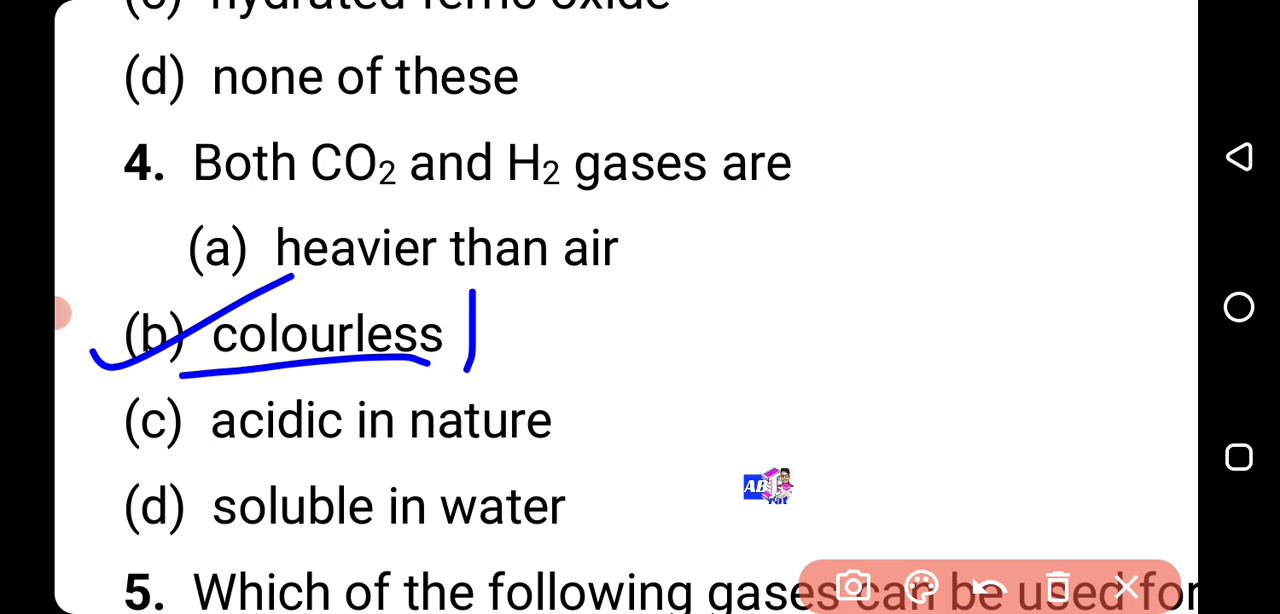 (d) none of these
4. Both CO₂ and H₂ gases are
(a) heavier than air
(b) colourless
(c) acidic in nature
(d) soluble in water
5. Which of the following gases can be used for